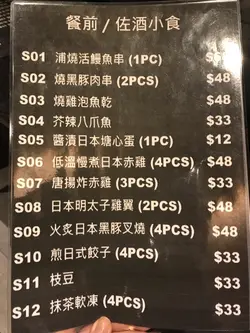 餐前 / 佐酒小食
S01 浦燒活鰻魚串 (1PC)
S02 燒黑豚肉串 (2PCS)
S03 燒雞泡魚乾 $48
S04 芥辣八爪魚 $33
S05 醬漬日本塘心蛋 (1PC) $12
S06 低溫慢煮日本赤雞 (4PCS) $48
S07 唐揚炸赤雞 (3PCS) $33
S08 日本明太子雞翼 (2PCS) $48
S09 火炙日本黑豚叉燒 (4PCS) $48
S10 煎日式餃子 (4PCS) $33
S11 枝豆 $33
S12 抹茶軟凍 (4PCS) $33